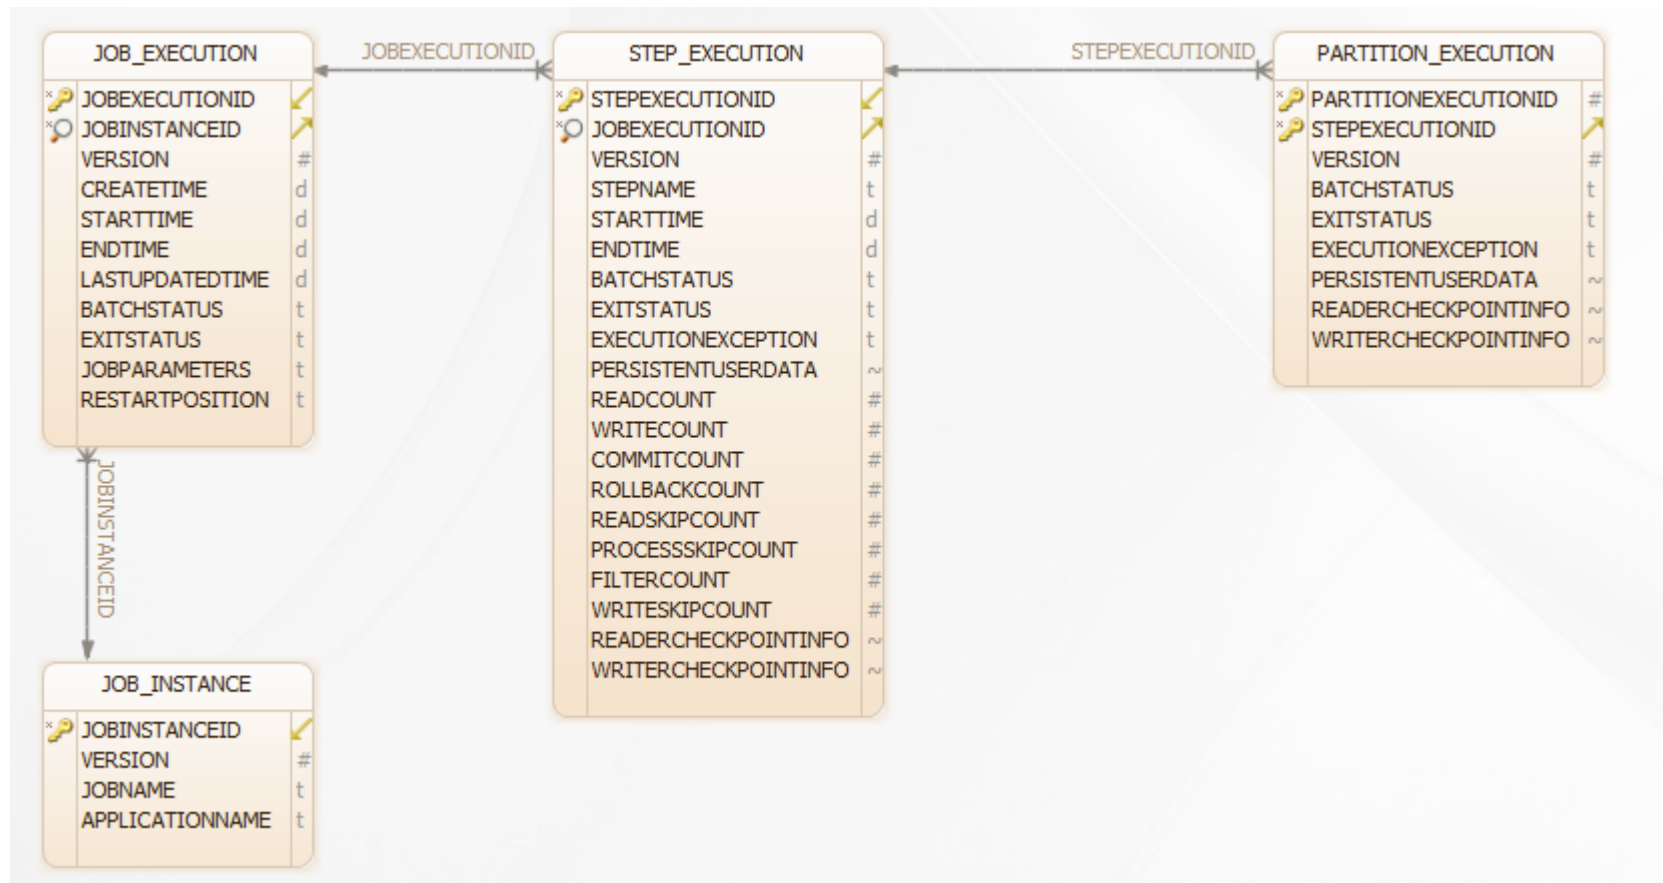 JOB_EXECUTION
JOBEXECUTIONID
JOBINSTANCEID
VERSION #
CREATETIME d
STARTTIME d
ENDTIME d
LASTUPDATEDTIME d
BATCHSTATUS t
EXITSTATUS t
JOBPARAMETERS t
RESTARTPOSITION t
JOBEXECUTIONID
STEP_EXECUTION
STEPEXECUTIONID
JOBEXECUTIONID
VERSION #
STEPNAME t
STARTTIME d
ENDTIME d
BATCHSTATUS t
EXITSTATUS t
EXECUTIONEXCEPTION t
PERSISTENTUSERDATA ~
READCOUNT #
WRITECOUNT #
COMMITCOUNT #
ROLLBACKCOUNT #
READSKIPCOUNT #
PROCESSSKIPCOUNT #
FILTERCOUNT #
WRITESKIPCOUNT #
READERCHECKPOINTINFO ~
WRITERCHECKPOINTINFO ~
STEPEXECUTIONID
PARTITION_EXECUTION
PARTITIONEXECUTIONID #
STEPEXECUTIONID
VERSION #
BATCHSTATUS t
EXITSTATUS t
EXECUTIONEXCEPTION t
PERSISTENTUSERDATA ~
READERCHECKPOINTINFO ~
WRITERCHECKPOINTINFO ~
JOBINSTANCEID
JOB_INSTANCE
JOBINSTANCEID
VERSION #
JOBNAME t
APPLICATIONNAME t